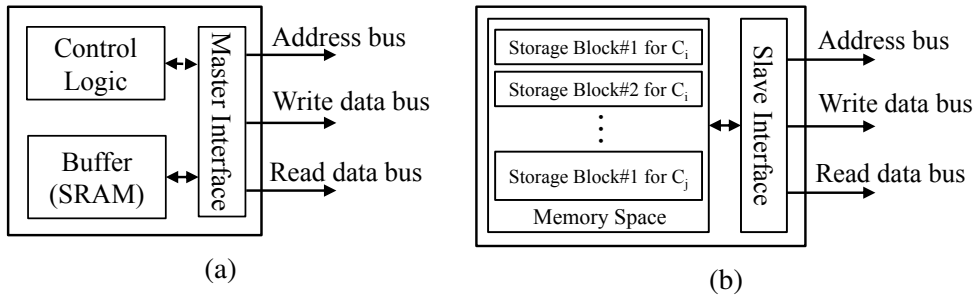 Control
Logic
Buffer
(SRAM)
Master Interface
Address bus
Write data bus
Read data bus
(a)
Storage Block#1 for Ci
Storage Block#2 for Ci
⋮
Storage Block#1 for Cj
Memory Space
Slave Interface
Address bus
Write data bus
Read data bus
(b)